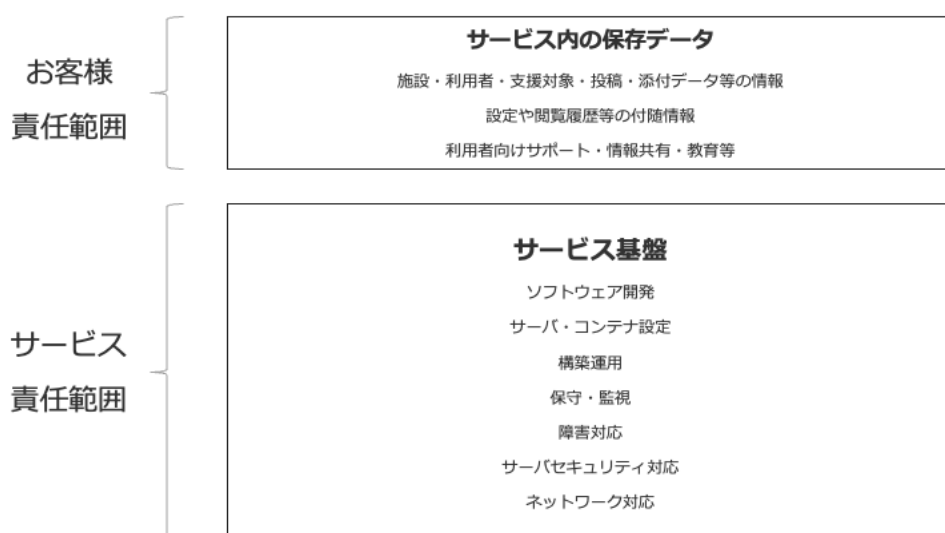 お客様
責任範囲
サービス内の保存データ
施設・利用者・支援対象・投稿・添付データ等の情報
設定や閲覧履歴等の付随情報
利用者向けサポート・情報共有・教育等
サービス
責任範囲
サービス基盤
ソフトウェア開発
サーバ・コンテナ設定
構築運用
保守・監視
障害対応
サーバセキュリティ対応
ネットワーク対応